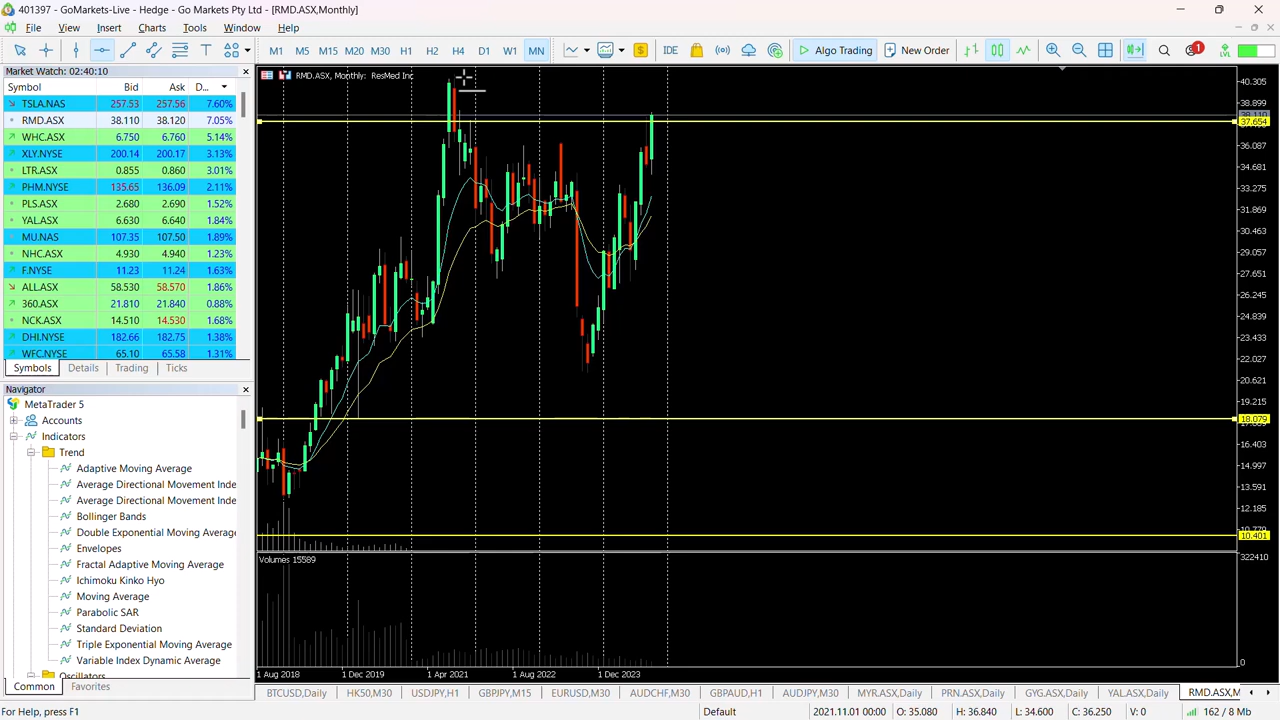 401397 - GoMarkets-Live - Hedge - Go Markets Pty Ltd - [RMD.ASX,Monthly]
File View Insert Charts Tools Window Help
M1 M5 M15 M20 M30 H1 H2 H4 D1 W1 MN IDE Algo Trading New Order 1 LVL
Market Watch: 02:40:10
Symbol Bid Ask D...
TSLA.NAS 257.53 257.56 7.60%
RMD.ASX 38.110 38.120 7.05%
WHC.ASX 6.750 6.760 5.14%
XLY.NYSE 200.14 200.17 3.13%
LTR.ASX 0.855 0.860 3.01%
PHM.NYSE 135.65 136.09 2.11%
PLS.ASX 2.680 2.690 1.52%
YAL.ASX 6.630 6.640 1.84%
MU.NAS 107.35 107.50 1.89%
NHC.ASX 4.930 4.940 1.23%
F.NYSE 11.23 11.24 1.63%
ALL.ASX 58.530 58.570 1.86%
360.ASX 21.810 21.840 0.88%
NCK.ASX 14.510 14.530 1.68%
DHI.NYSE 182.66 182.75 1.38%
WFC.NYSE 65.10 65.58 1.31%
Symbols Details Trading Ticks
Navigator
MetaTrader 5
Accounts
Indicators
Trend
Adaptive Moving Average
Average Directional Movement Inde
Average Directional Movement Inde
Bollinger Bands
Double Exponential Moving Average
Envelopes
Fractal Adaptive Moving Average
Ichimoku Kinko Hyo
Moving Average
Parabolic SAR
Standard Deviation
Triple Exponential Moving Average
Variable Index Dynamic Average
Oscillators
Common Favorites
RMD.ASX, Monthly: ResMed Inc
40.305
38.899
37.654
36.087
34.681
33.275
31.869
30.463
29.057
27.651
26.245
24.839
23.433
22.027
20.621
19.215
18.079
16.403
14.997
13.591
12.185
10.401
Volumes 15589
322410
0
1 Aug 2018 1 Dec 2019 1 Apr 2021 1 Aug 2022 1 Dec 2023
BTCUSD,Daily HK50,M30 USDJPY,H1 GBPJPY,M15 EURUSD,M30 AUDCHF,M30 GBPAUD,H1 AUDJPY,M30 MYR.ASX,Daily PRN.ASX,Daily GYG.ASX,Daily YAL.ASX,Daily RMD.ASX,M
For Help, press F1 Default 2021.11.01 00:00 O: 35.080 H: 36.840 L: 34.600 C: 36.250 V: 0 162 / 8 Mb